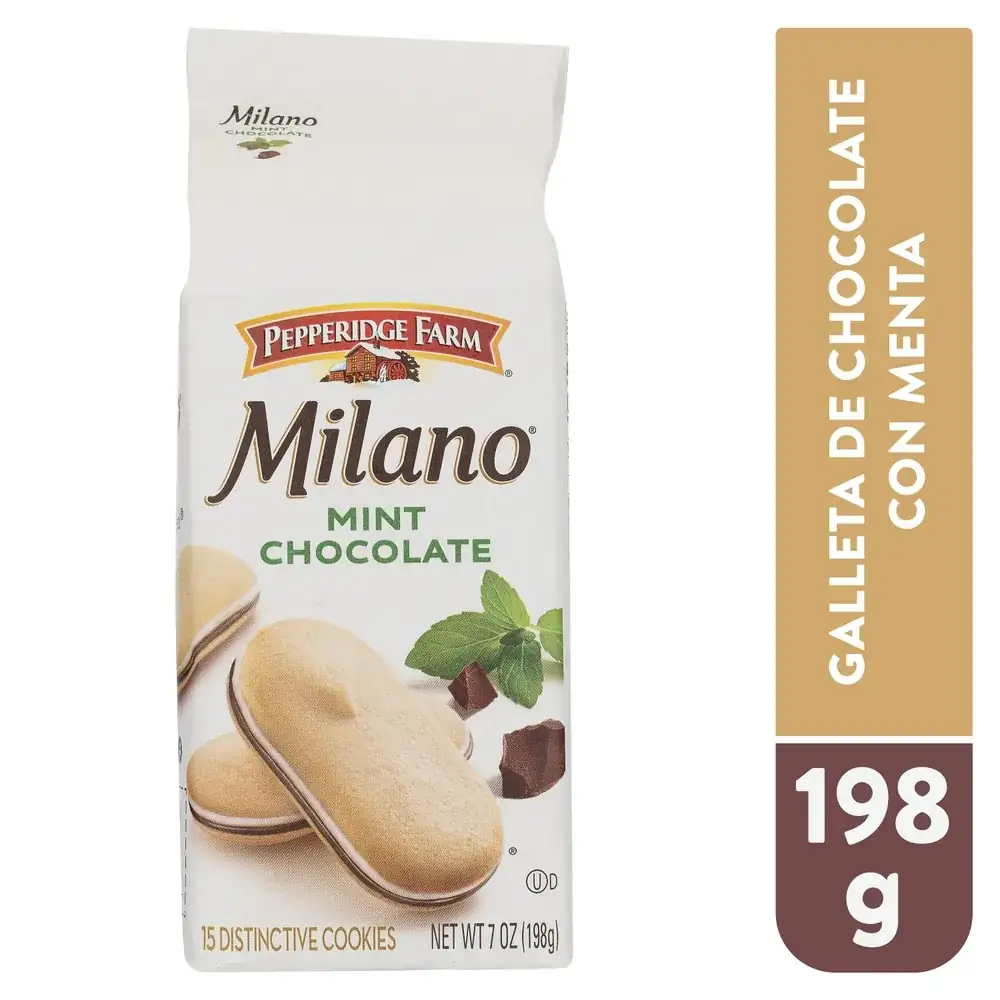 Milano
MINT
CHOCOLATE
PEPPERIDGE FARM
®
Milano®
MINT
CHOCOLATE
®
UD
15 DISTINCTIVE COOKIES
NET WT 7 OZ (198g)
GALLETA DE CHOCOLATE
CON MENTA
198
g